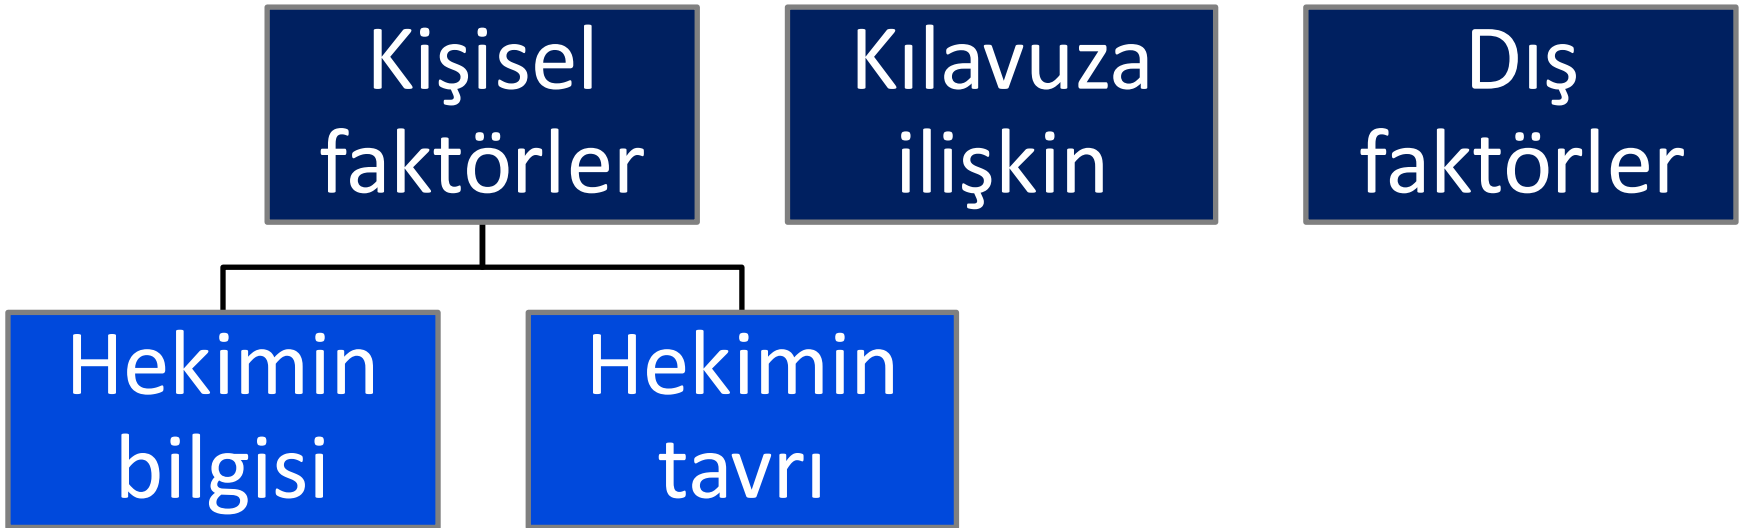 Kişisel
faktörler
Kılavuza
ilişkin
Dış
faktörler
Hekimin
bilgisi
Hekimin
tavrı